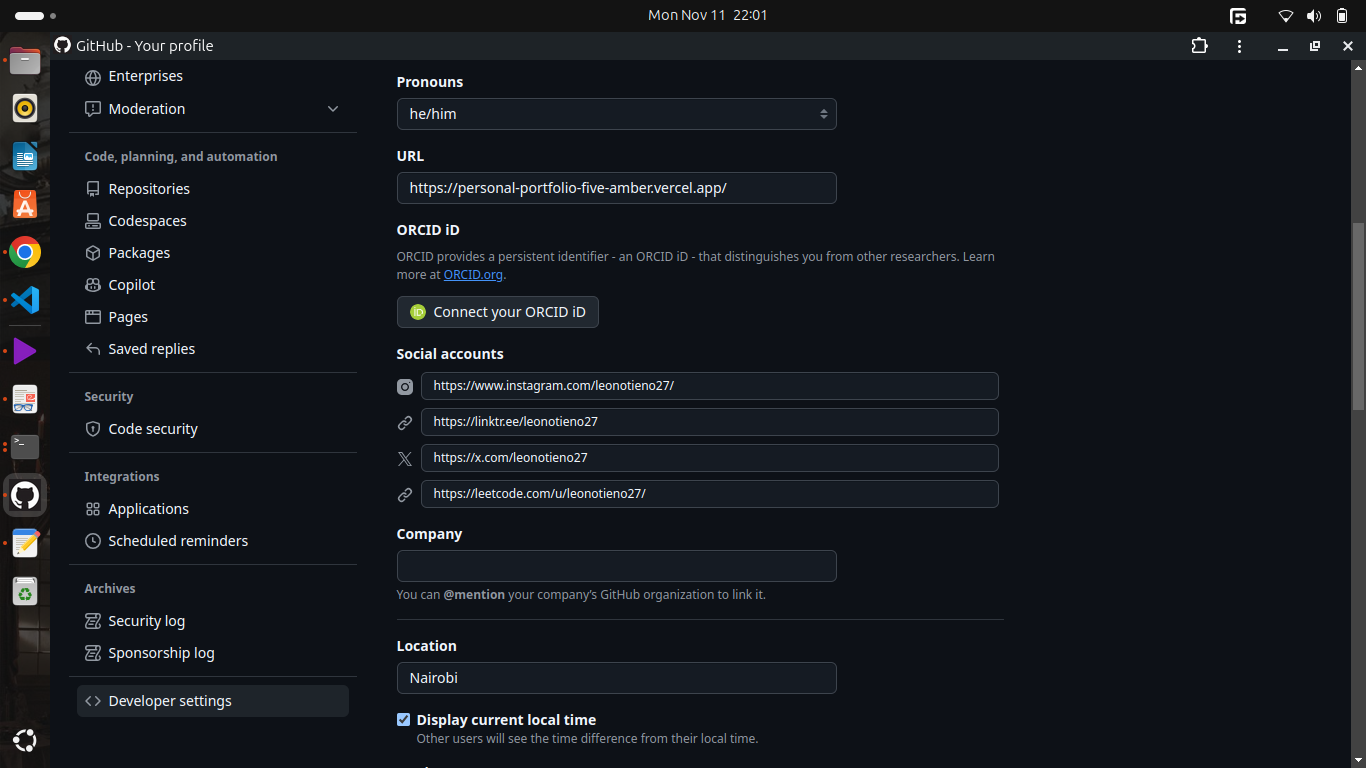 Mon Nov 11 22:01
GitHub - Your profile
Enterprises
Moderation
Code, planning, and automation
Repositories
Codespaces
Packages
Copilot
Pages
Saved replies
Security
Code security
Integrations
Applications
Scheduled reminders
Archives
Security log
Sponsorship log
Developer settings
Pronouns
he/him
URL
https://personal-portfolio-five-amber.vercel.app/
ORCID iD
ORCID provides a persistent identifier - an ORCID iD - that distinguishes you from other researchers. Learn
more at ORCID.org.
iD Connect your ORCID iD
Social accounts
https://www.instagram.com/leonotieno27/
https://linktr.ee/leonotieno27
https://x.com/leonotieno27
https://leetcode.com/u/leonotieno27/
Company
You can @mention your company's GitHub organization to link it.
Location
Nairobi
Display current local time
Other users will see the time difference from their local time.